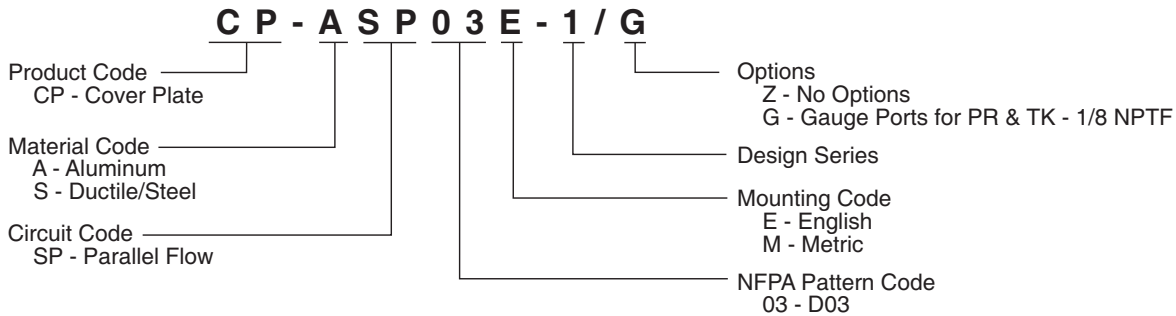 CP-ASP03E-1/G
Product Code
CP - Cover Plate
Material Code
A - Aluminum
S - Ductile/Steel
Circuit Code
SP - Parallel Flow
Options
Z - No Options
G - Gauge Ports for PR & TK - 1/8 NPTF
Design Series
Mounting Code
E - English
M - Metric
NFPA Pattern Code
03 - D03